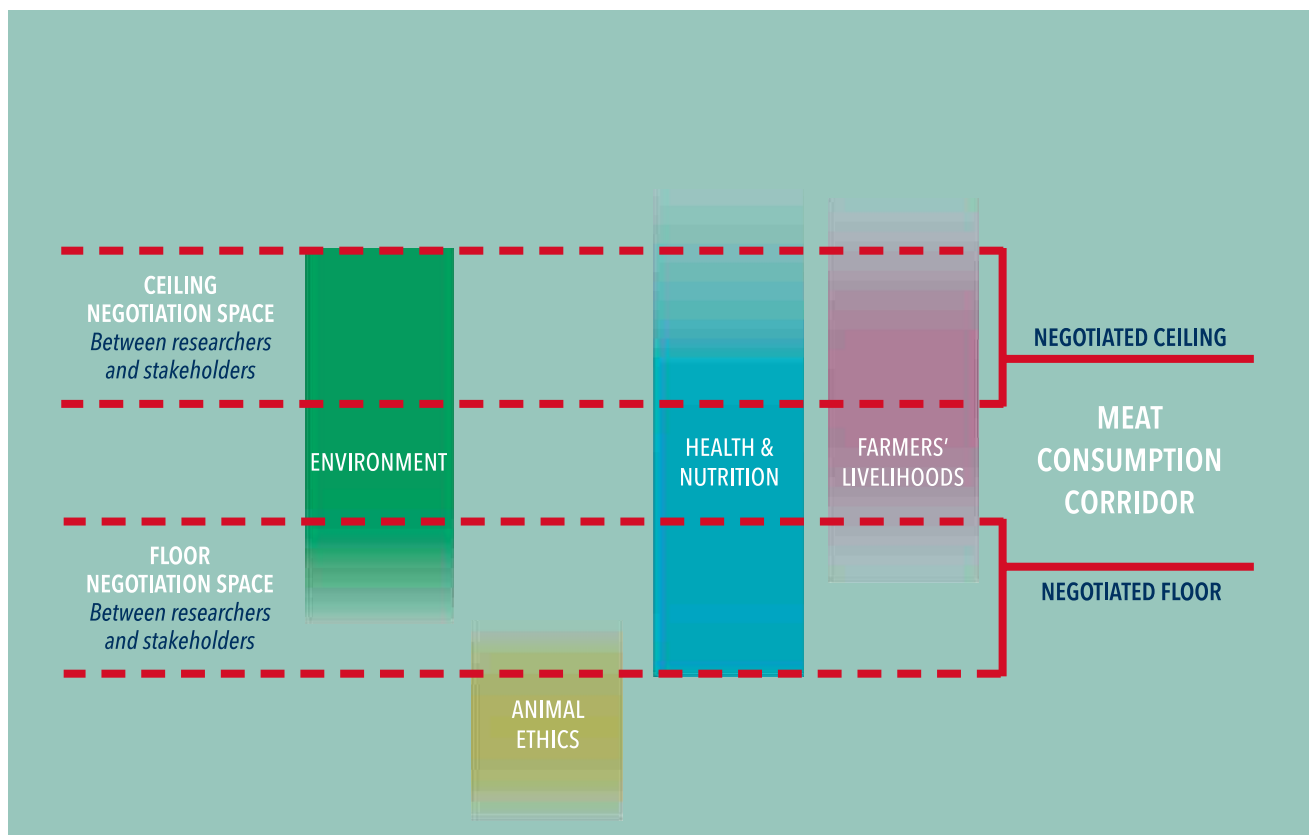 CEILING
NEGOTIATION SPACE
Between researchers
and stakeholders
FLOOR
NEGOTIATION SPACE
Between researchers
and stakeholders
ENVIRONMENT
ANIMAL
ETHICS
HEALTH &
NUTRITION
FARMERS’
LIVELIHOODS
NEGOTIATED CEILING
MEAT
CONSUMPTION
CORRIDOR
NEGOTIATED FLOOR